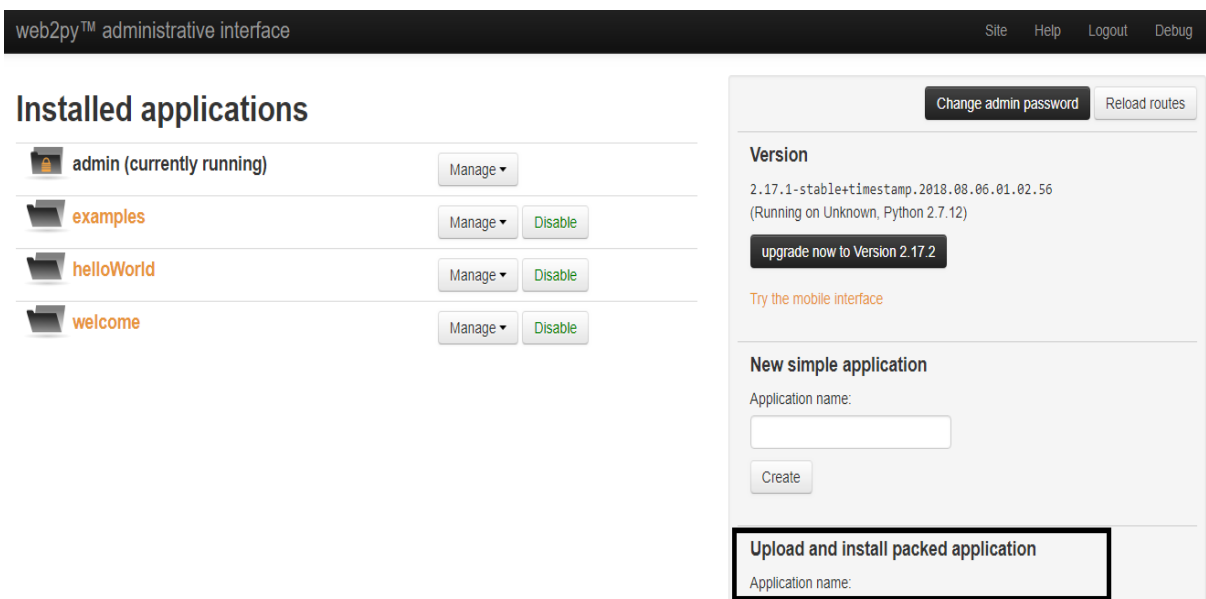 web2py™ administrative interface
Site Help Logout Debug
Installed applications
admin (currently running)
Manage
examples
Manage Disable
helloWorld
Manage Disable
welcome
Manage Disable
Change admin password Reload routes
Version
2.17.1-stable+timestamp.2018.08.06.01.02.56
(Running on Unknown, Python 2.7.12)
upgrade now to Version 2.17.2
Try the mobile interface
New simple application
Application name:
Create
Upload and install packed application
Application name: